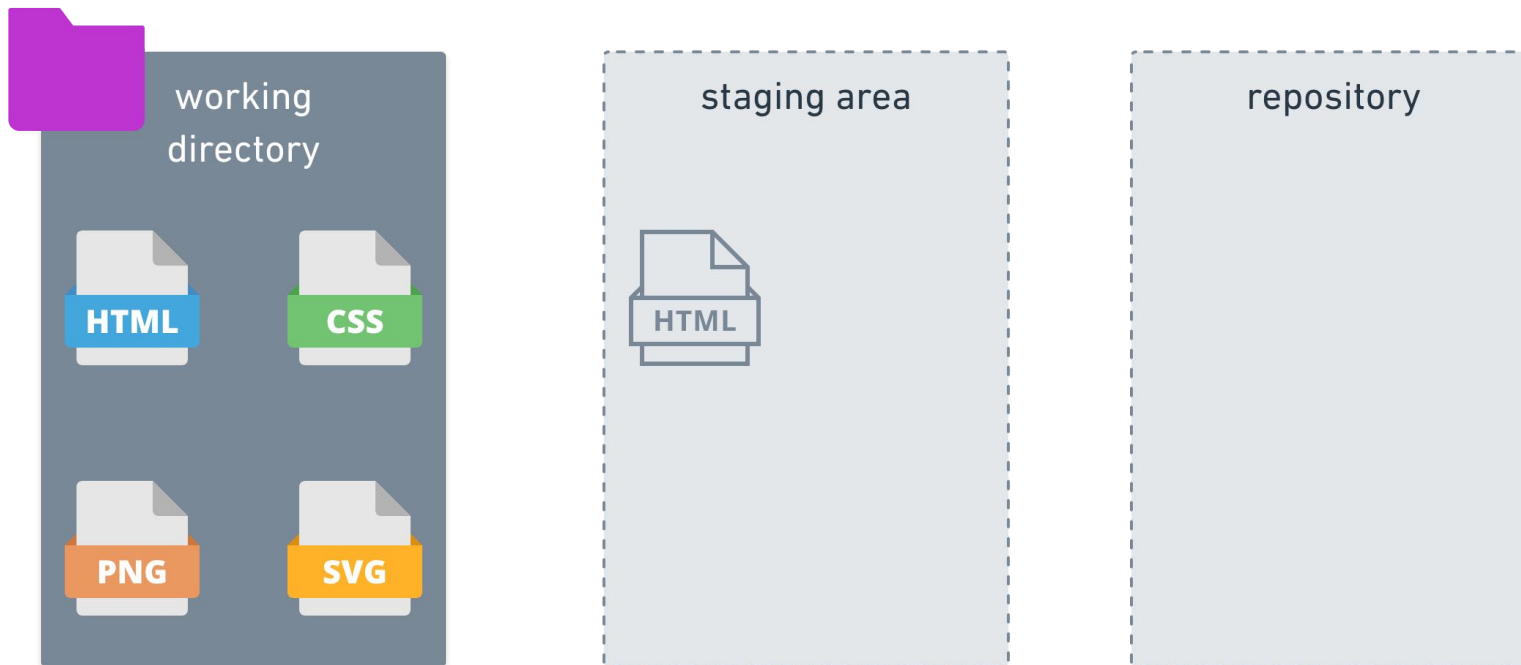 working
directory
HTML
CSS
PNG
SVG
staging area
HTML
repository